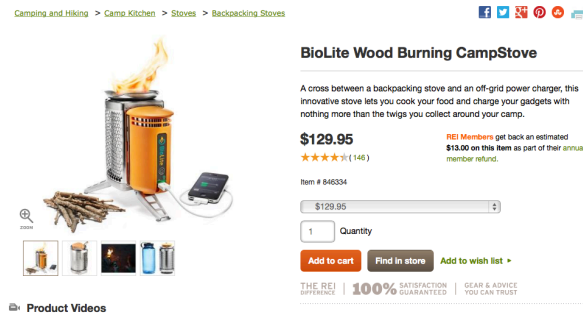 Camping and Hiking > Camp Kitchen > Stoves > Backpacking Stoves
BioLite Wood Burning CampStove
A cross between a backpacking stove and an off-grid power charger, this
innovative stove lets you cook your food and charge your gadgets with
nothing more than the twigs you collect around your camp.
$129.95
(146)
REI Members get back an estimated
$13.00 on this item as part of their annua
member refund.
Item # 846334
$129.95
1 Quantity
Add to cart Find in store Add to wish list
THE REI DIFFERENCE | 100% SATISFACTION GUARANTEED | GEAR & ADVICE YOU CAN TRUST
BioLite
ZOOM
Product Videos